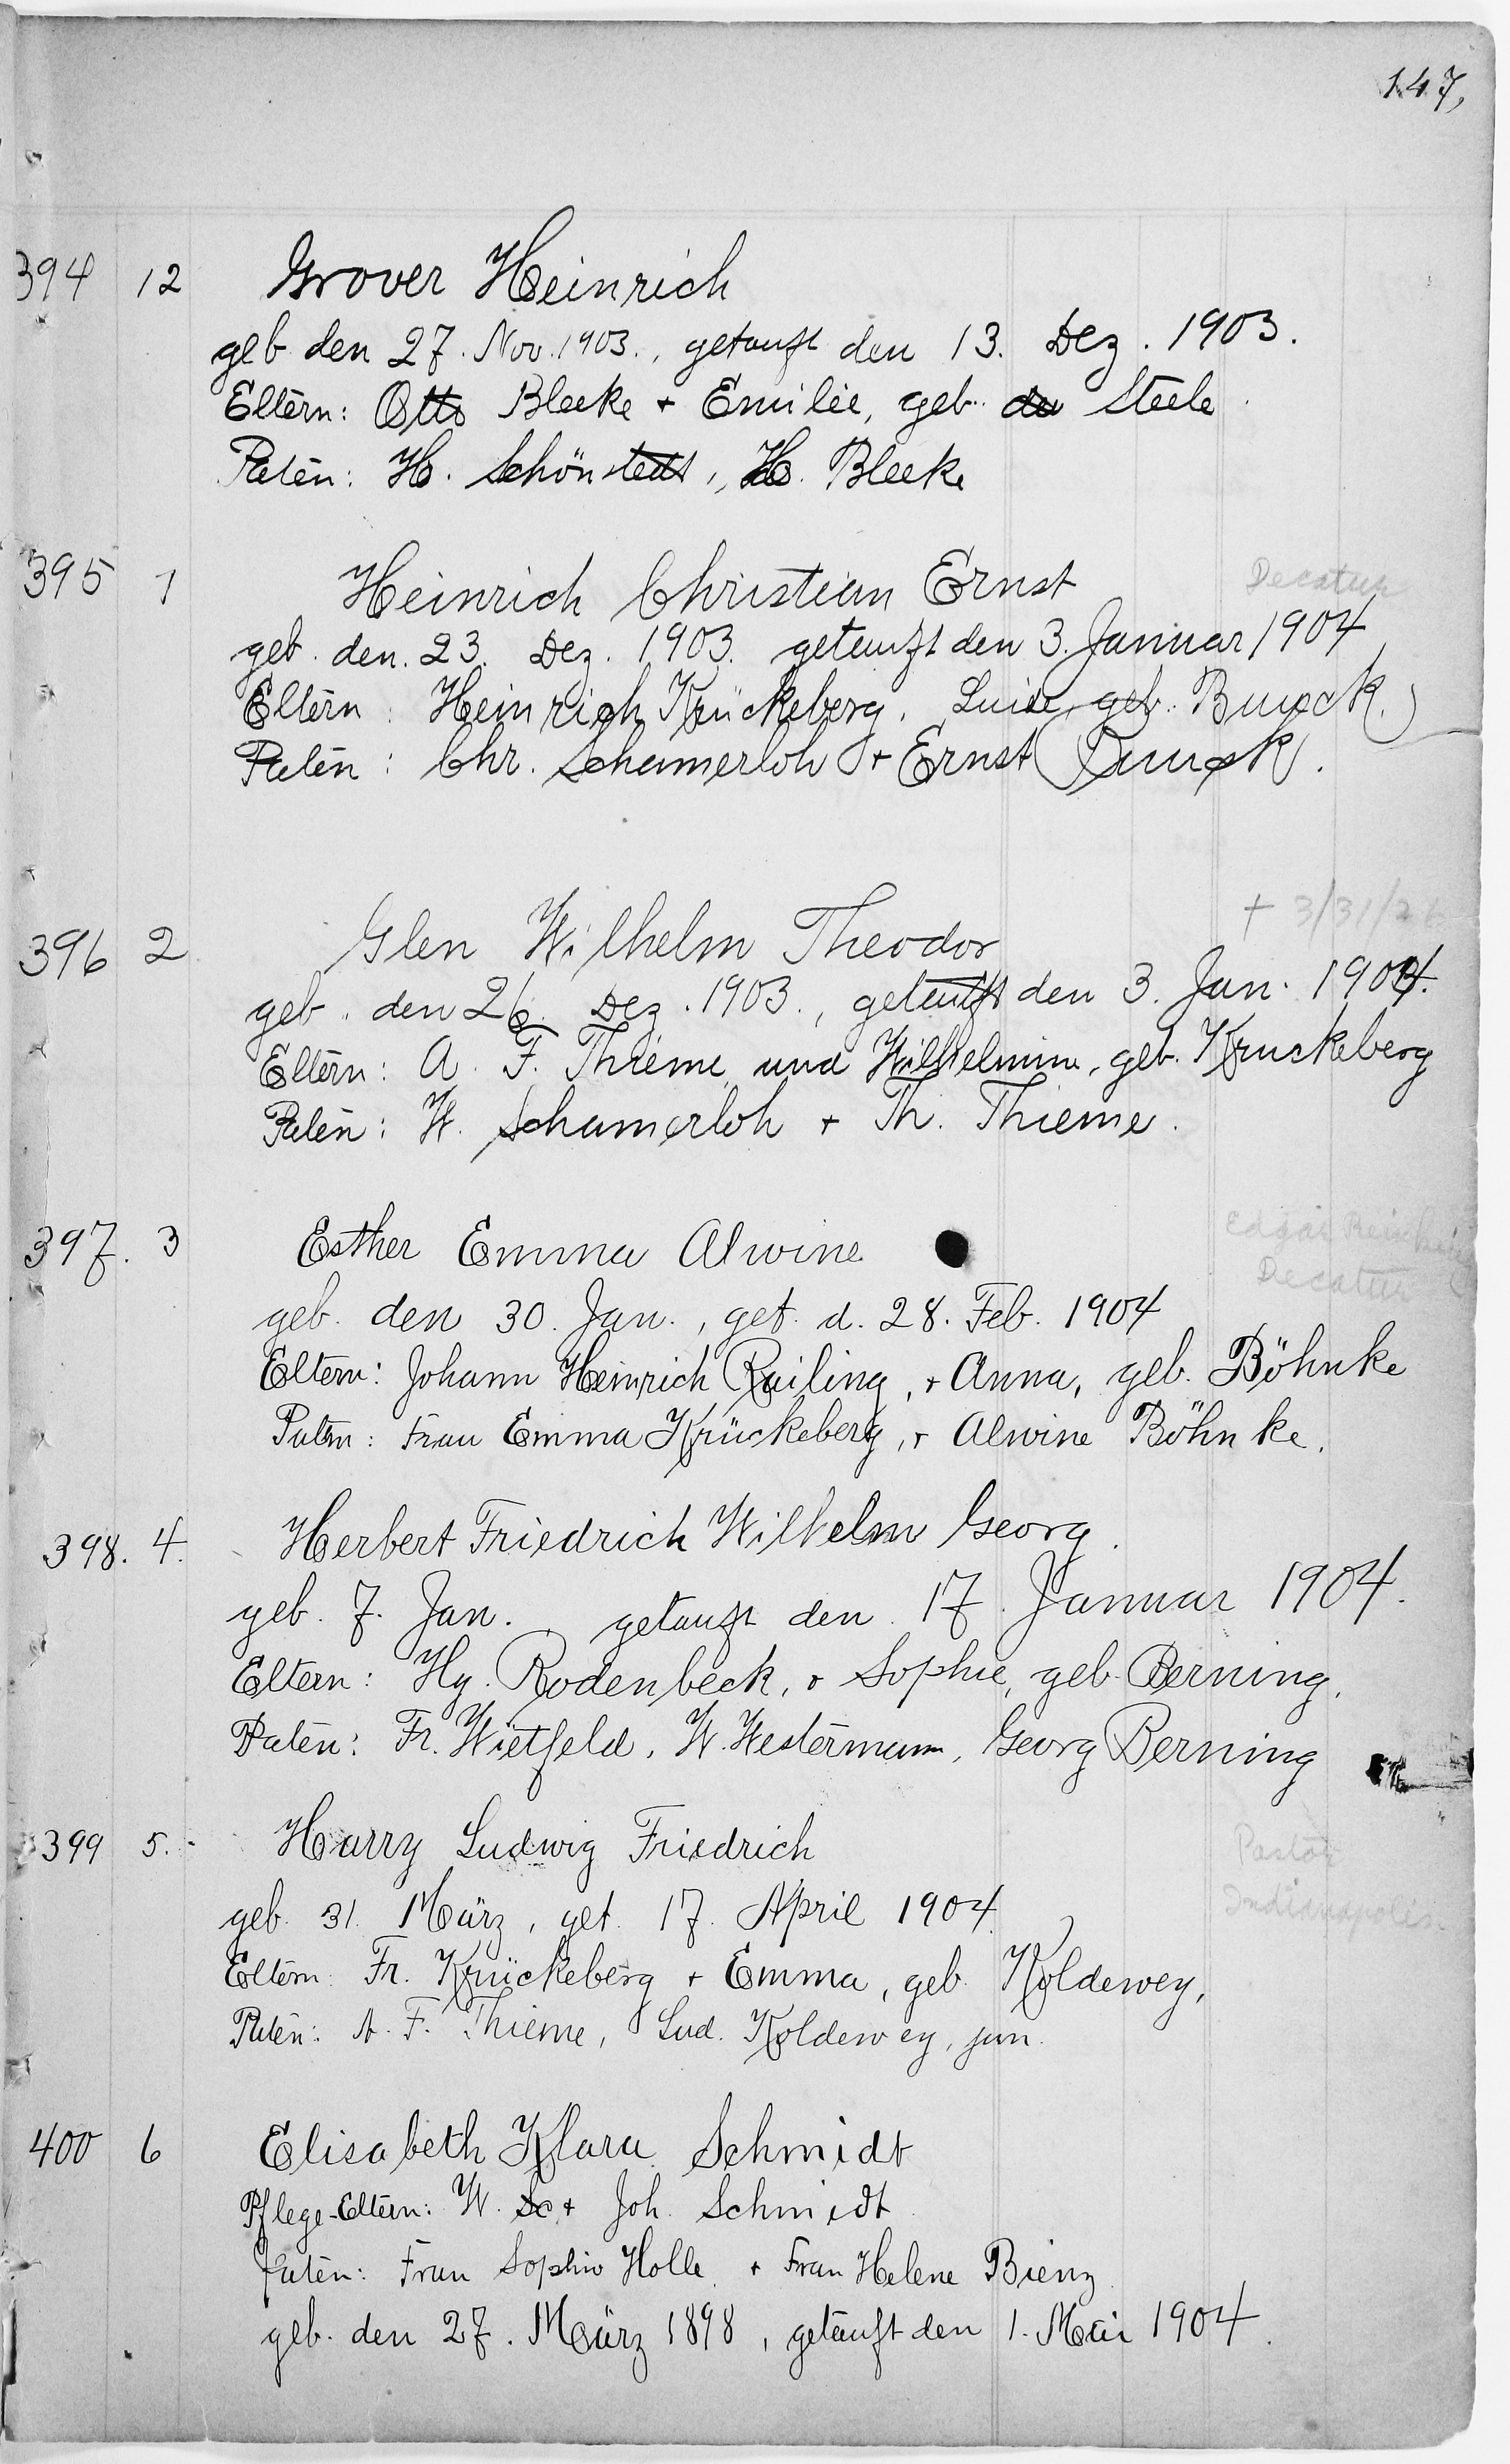 147,
394 12 Grover Heinrich
geb den 27. Nov. 1903., getauft den 13. Dez. 1903.
Eltern: Otto Bleeke + Emilie, geb. Steele
Paten: H. Schönstedt, H. Bleeke
395 1 Heinrich Christian Ernst Decatur
geb. den. 23. Dez. 1903. getauft den 3. Januar 1904
Eltern: Heinrich Krückeberg, Luise, geb. Buuck.
Paten: Chr. Schamerloh + Ernst Buuck.
+ 3/31/26
396 2 Glen Wilhelm Theodor
geb. den 26. Dez. 1903., getauft den 3. Jan. 1904.
Eltern: A. F. Thieme und Wilhelmine, geb. Kruckeberg
Paten: W. Schamerloh + Th. Thieme.
397. 3 Esther Emma Alwine Edgar
Decatur
geb. den 30. Jan., get. d. 28. Feb. 1904
Eltern: Johann Heinrich Railing, + Anna, geb. Böhnke
Paten: Frau Emma Krückeberg, + Alwine Böhnke.
398. 4. Herbert Friedrich Wilhelm Georg.
geb. 7. Jan. getauft den 17. Januar 1904.
Eltern: Hy. Rodenbeck, + Sophie, geb. Berning.
Paten: Fr. Wietfeld, W. Westermann, Georg Berning
399 5. Harry Ludwig Friedrich Pastor
Indianapolis.
geb. 31. März, get. 17. April 1904.
Eltern: Fr. Krückeberg + Emma, geb. Koldewey,
Paten: A. F. Thieme, Lud. Koldewey, jun.
400 6 Elisabeth Klara Schmidt
Pflege-Eltern: W. + Joh. Schmidt
Paten: Frau Sophie Holle + Frau Helene Bienz
geb. den 27. März 1898, getauft den 1. Mai 1904.